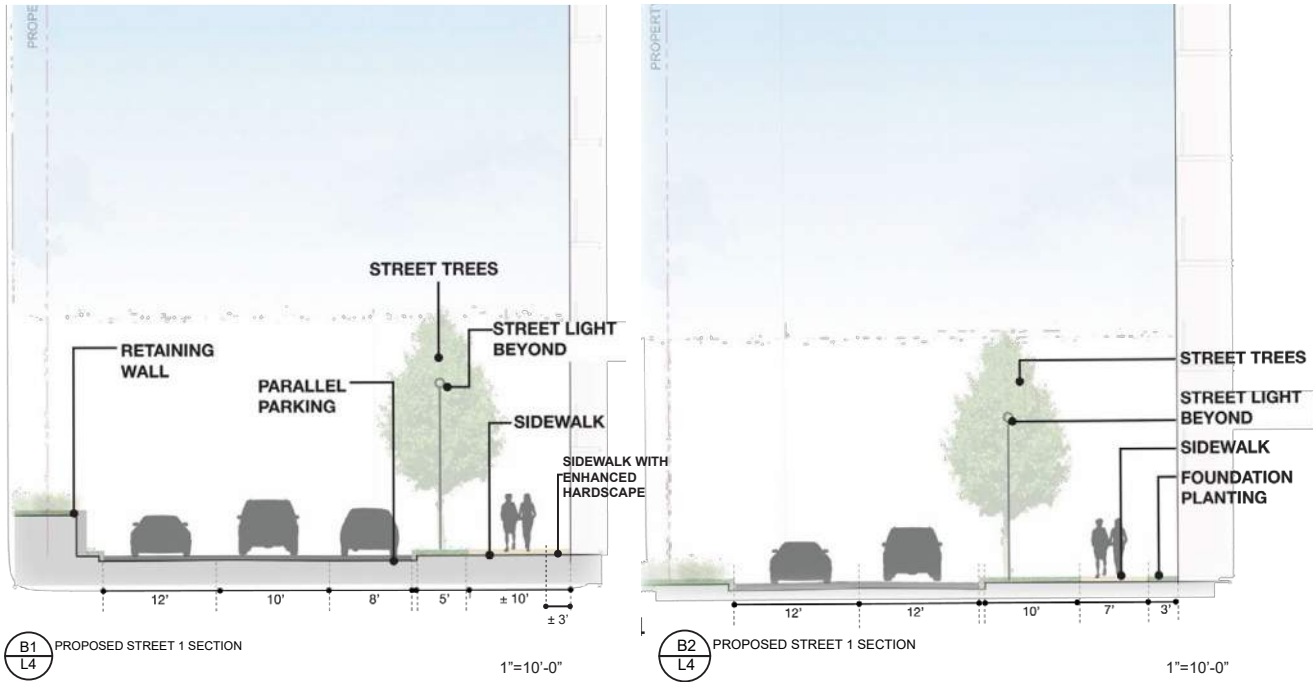 PROPE
STREET TREES
STREET LIGHT
BEYOND
RETAINING
WALL
PARALLEL
PARKING
SIDEWALK
SIDEWALK WITH
ENHANCED
HARDSCAPE
12'
10'
8'
5'
± 10'
± 3'
B1
L4
PROPOSED STREET 1 SECTION
1"=10'-0"
PROPERT
STREET TREES
STREET LIGHT
BEYOND
SIDEWALK
FOUNDATION
PLANTING
12'
12'
10'
7'
3'
B2
L4
PROPOSED STREET 1 SECTION
1"=10'-0"